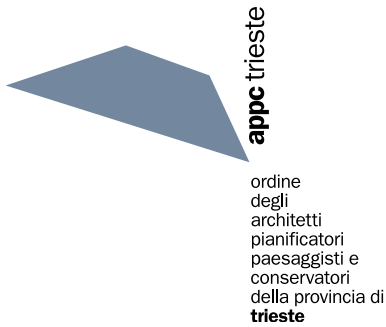 appc trieste
ordine
degli
architetti
pianificatori
paesaggisti e
conservatori
della provincia di
trieste